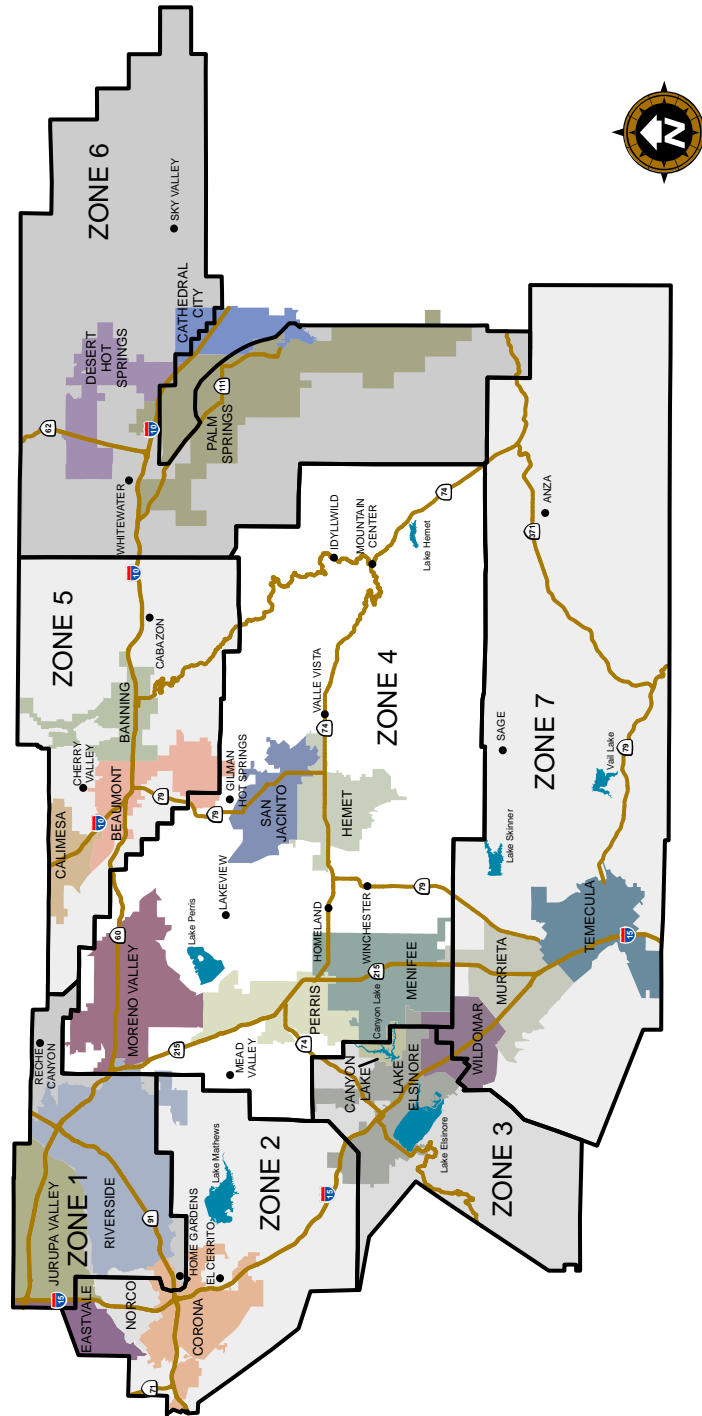 ZONE 6
SKY VALLEY
DESERT
HOT
SPRINGS
CATHEDRAL
CITY
62
10
111
PALM
SPRINGS
WHITEWATER
10
ZONE 5
CABAZON
BANNING
CHERRY
VALLEY
BEAUMONT
CALIMESA
10
79
79
GILMAN
HOT SPRINGS
SAN
JACINTO
IDYLLWILD
MOUNTAIN
CENTER
74
Lake Hemet
VALLE VISTA
74
ZONE 4
HEMET
LAKEVIEW
Lake Perris
60
MORENO VALLEY
HOMELAND
WINCHESTER
79
215
PERRIS
74
MEAD
VALLEY
215
MENIFEE
Canyon Lake
CANYON
LAKE
LAKE
ELSINORE
RECHE
CANYON
ANZA
371
SAGE
ZONE 7
Vail Lake
79
Lake Skinner
TEMECULA
15
MURRIETA
WILDOMAR
Lake Elsinore
ZONE 3
JURUPA VALLEY
ZONE 1
RIVERSIDE
91
15
EASTVALE
NORCO
HOME GARDENS
EL CERRITO
Lake Mathews
ZONE 2
15
CORONA
71
N